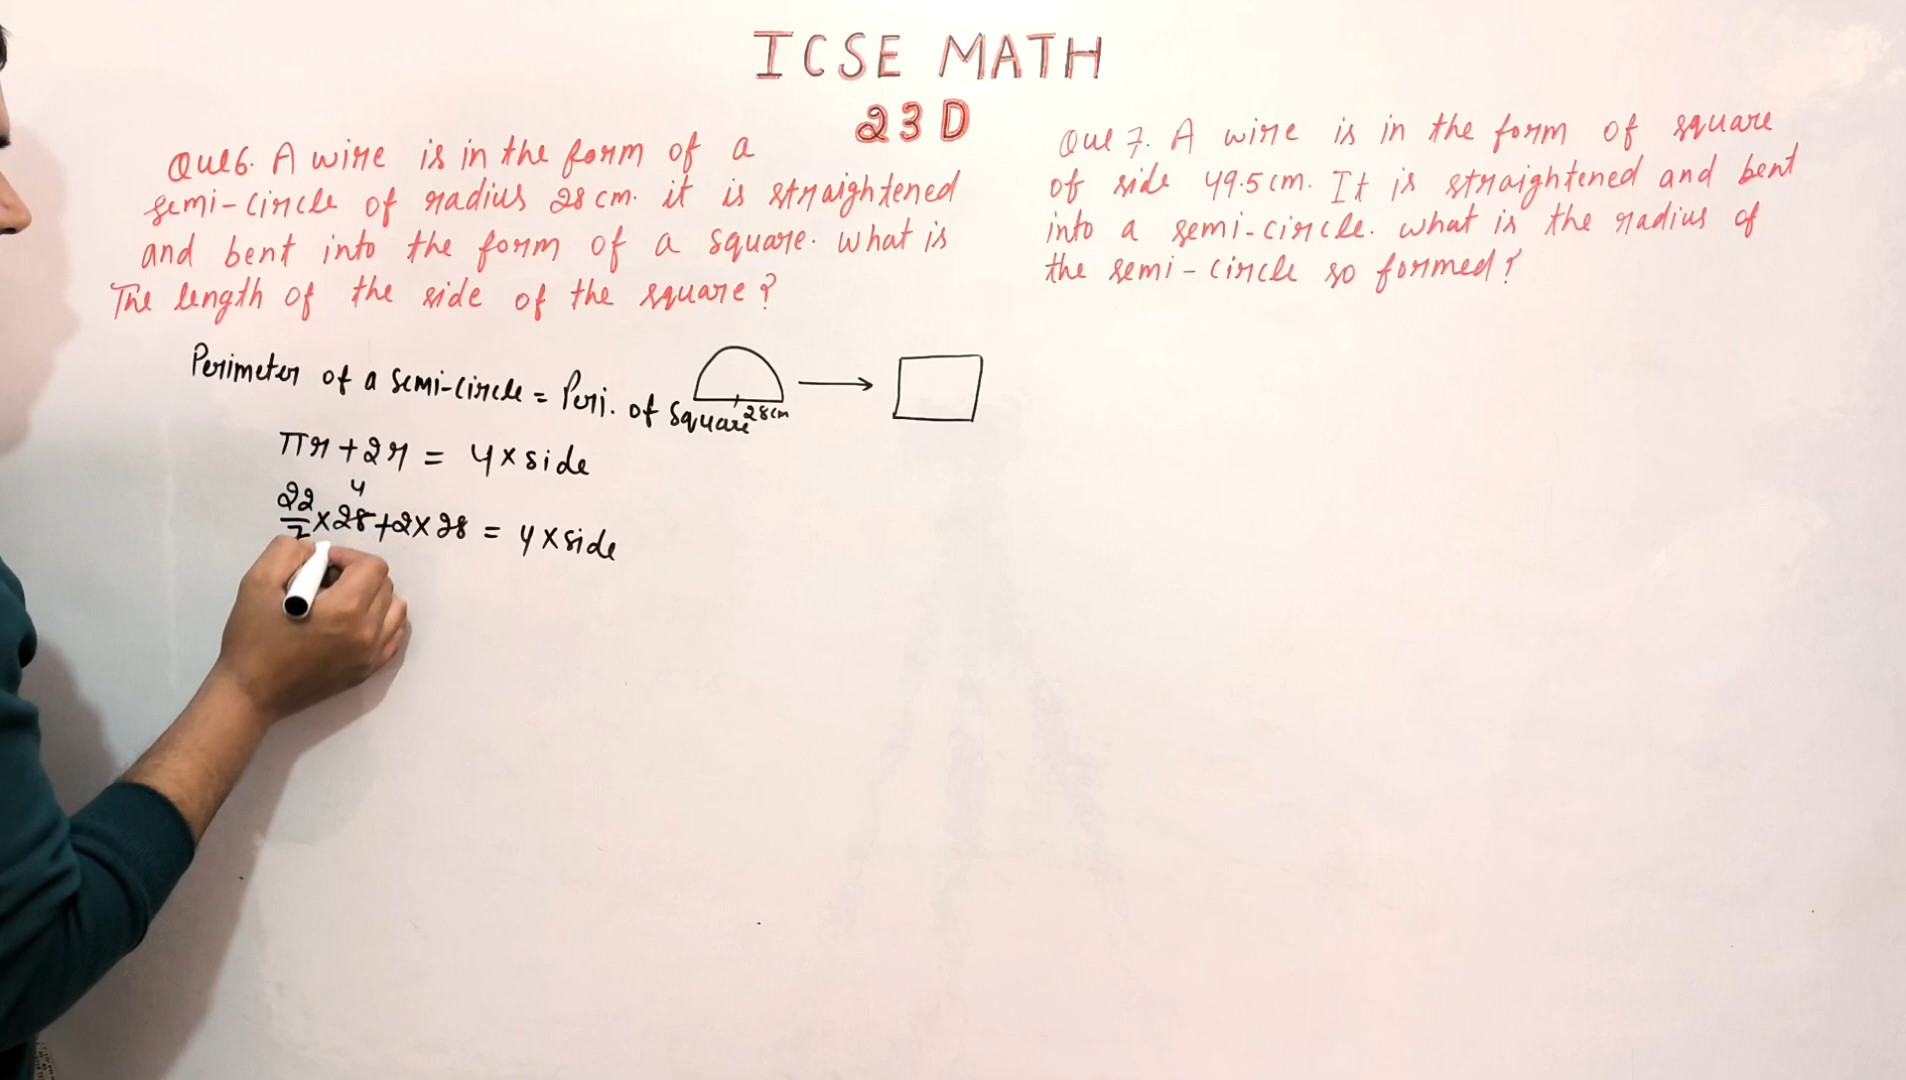 ICSE MATH
23 D
Que 6. A wire is in the form of a
semi-circle of radius 28 cm. it is straightened
and bent into the form of a square. what is
The length of the side of the square?
Perimeter of a semi-circle = Peri. of square
28cm
πr + 2r = 4 × side
4
22/7 × 28 + 2 × 28 = 4 × side
Que 7. A wire is in the form of square
of side 49.5 cm. It is straightened and bent
into a semi-circle. what is the radius of
the semi-circle so formed?